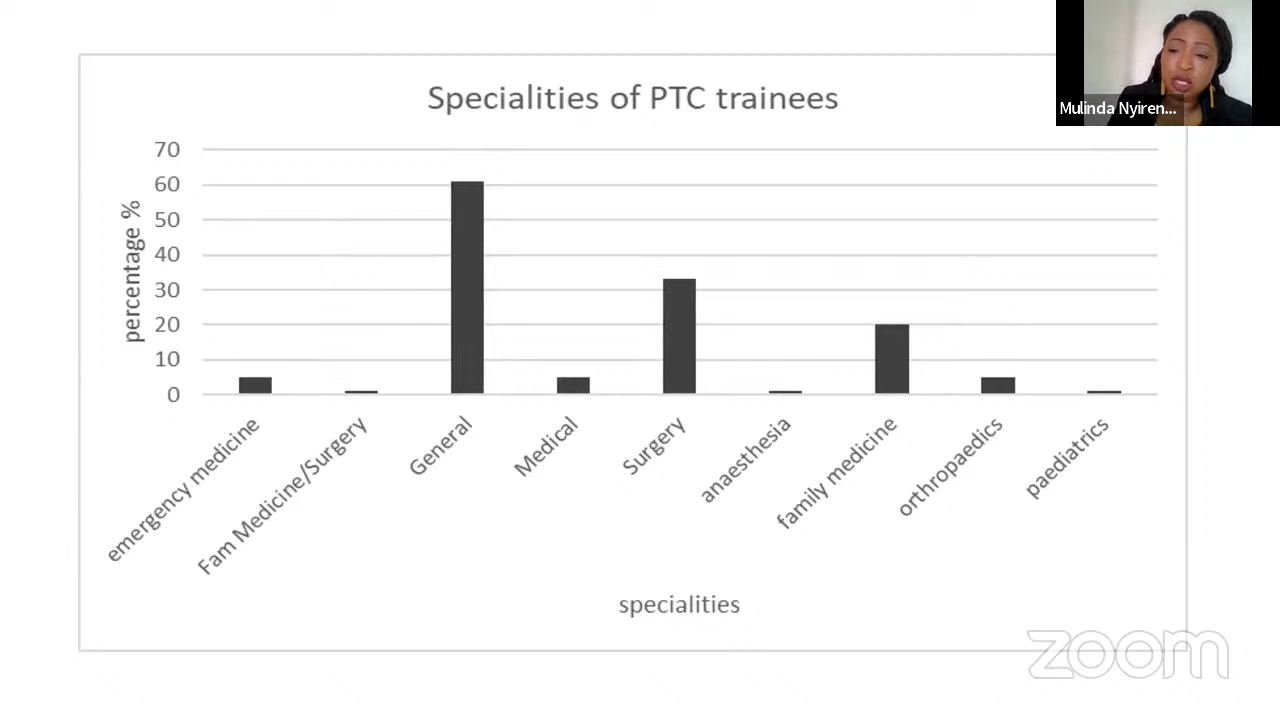 Mulinda Nyiren...
Specialities of PTC trainees
percentage %
70
60
50
40
30
20
10
0
emergency medicine
Fam Medicine/Surgery
General
Medical
Surgery
anaesthesia
family medicine
orthropaedics
paediatrics
specialities
zoom